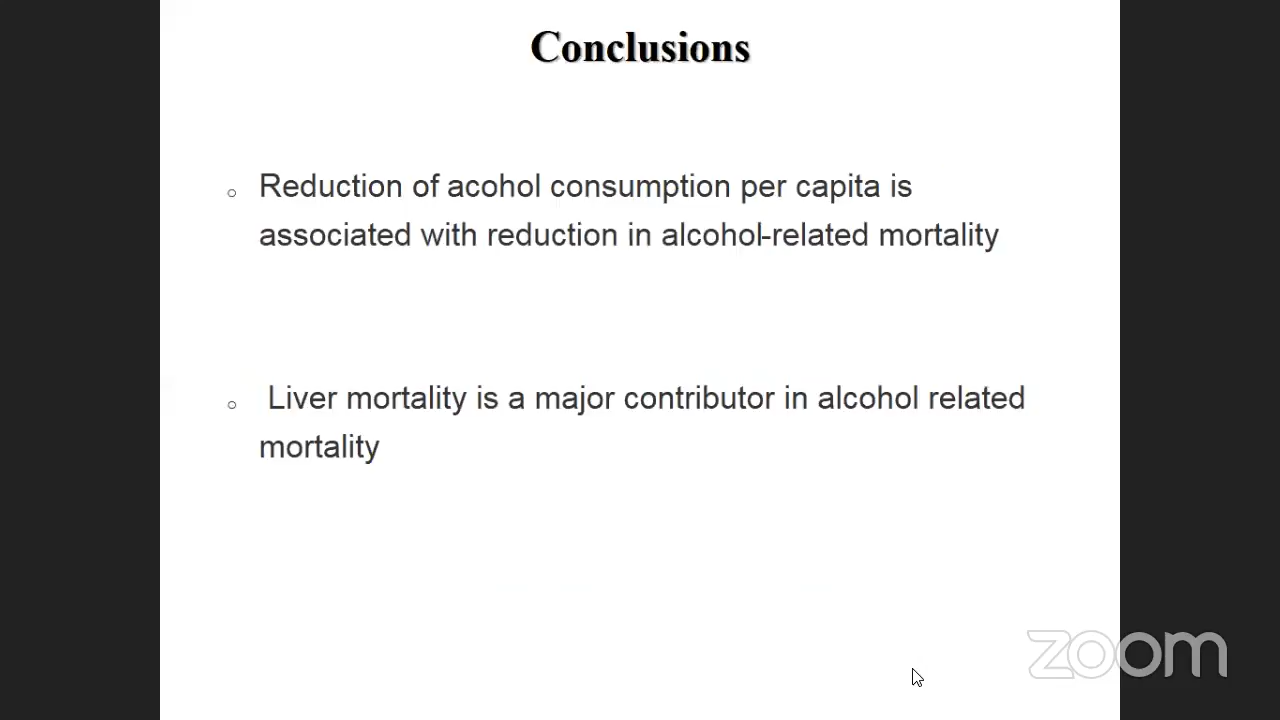 Conclusions
Reduction of acohol consumption per capita is
associated with reduction in alcohol-related mortality
Liver mortality is a major contributor in alcohol related
mortality
zoom